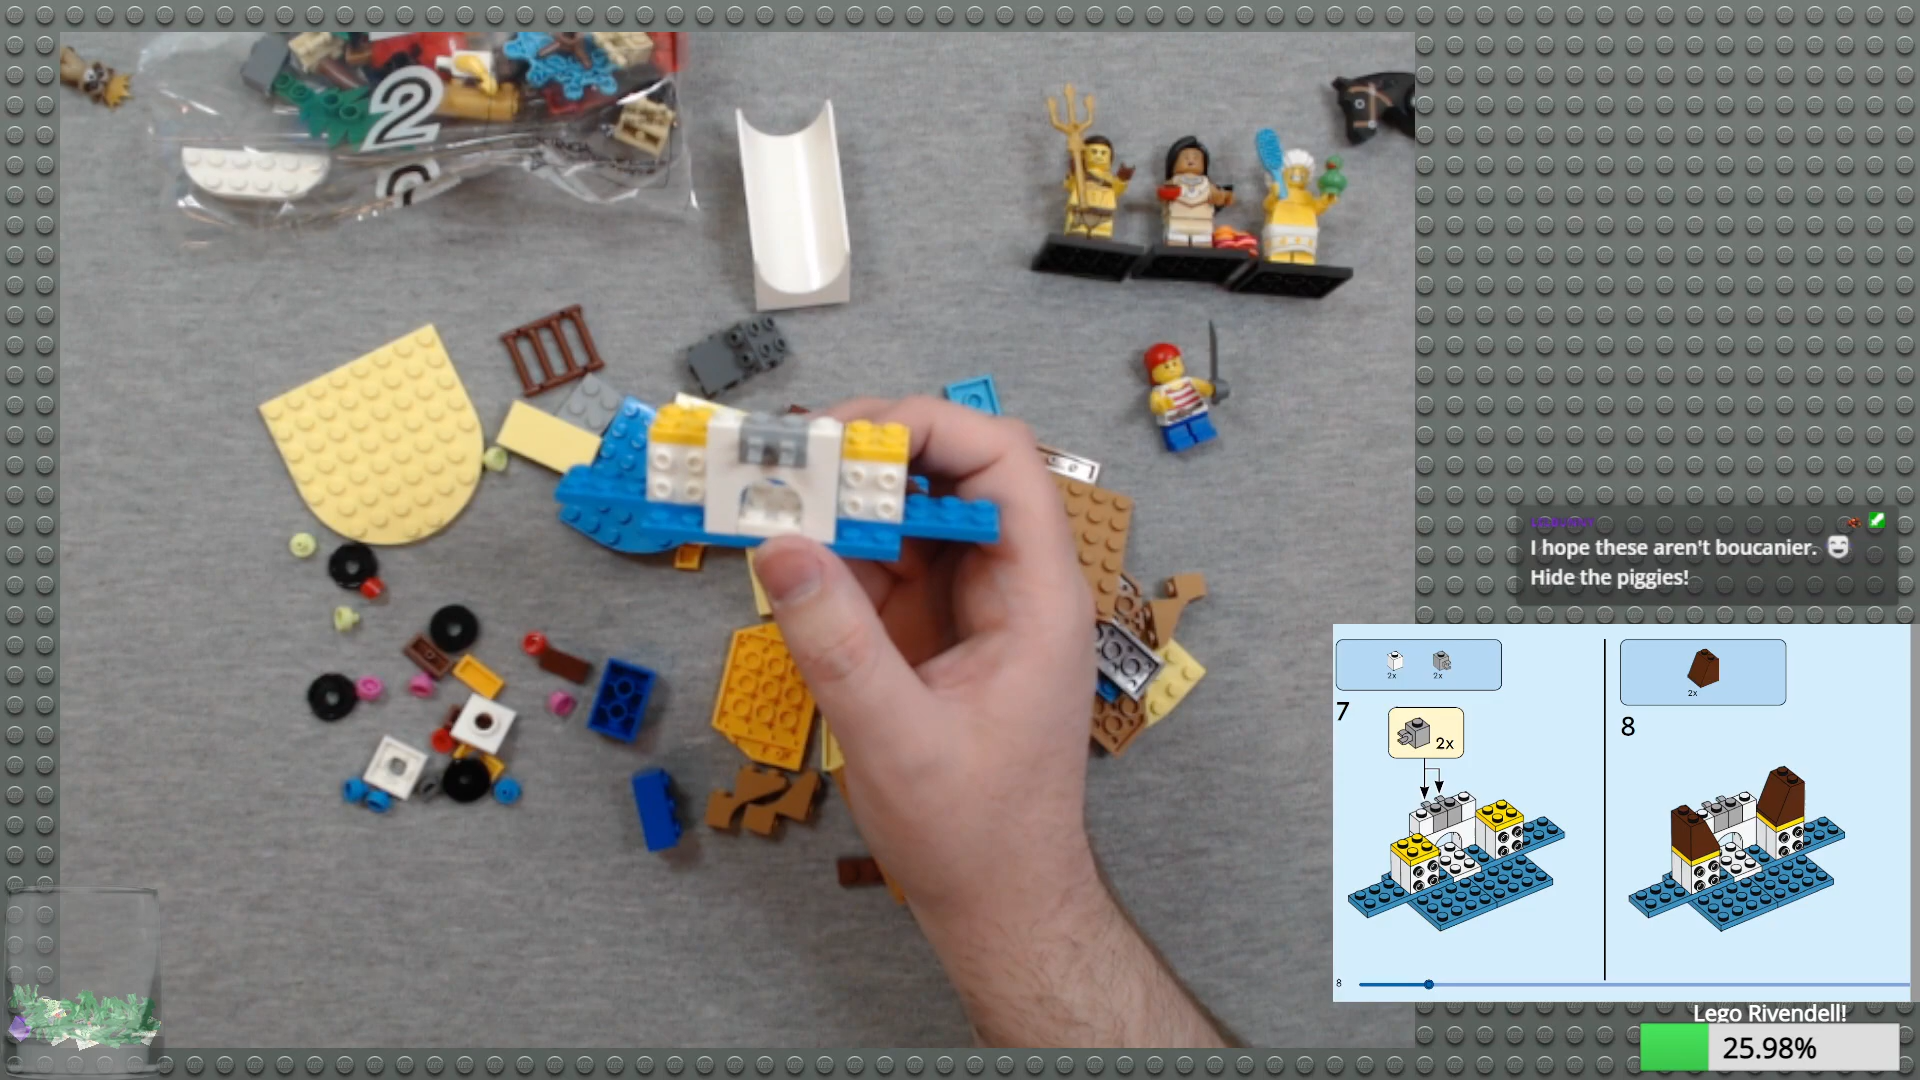 2
I hope these aren't boucanier.
Hide the piggies!
2x
2x
2x
7
2x
8
8
Lego Rivendell!
25.98%